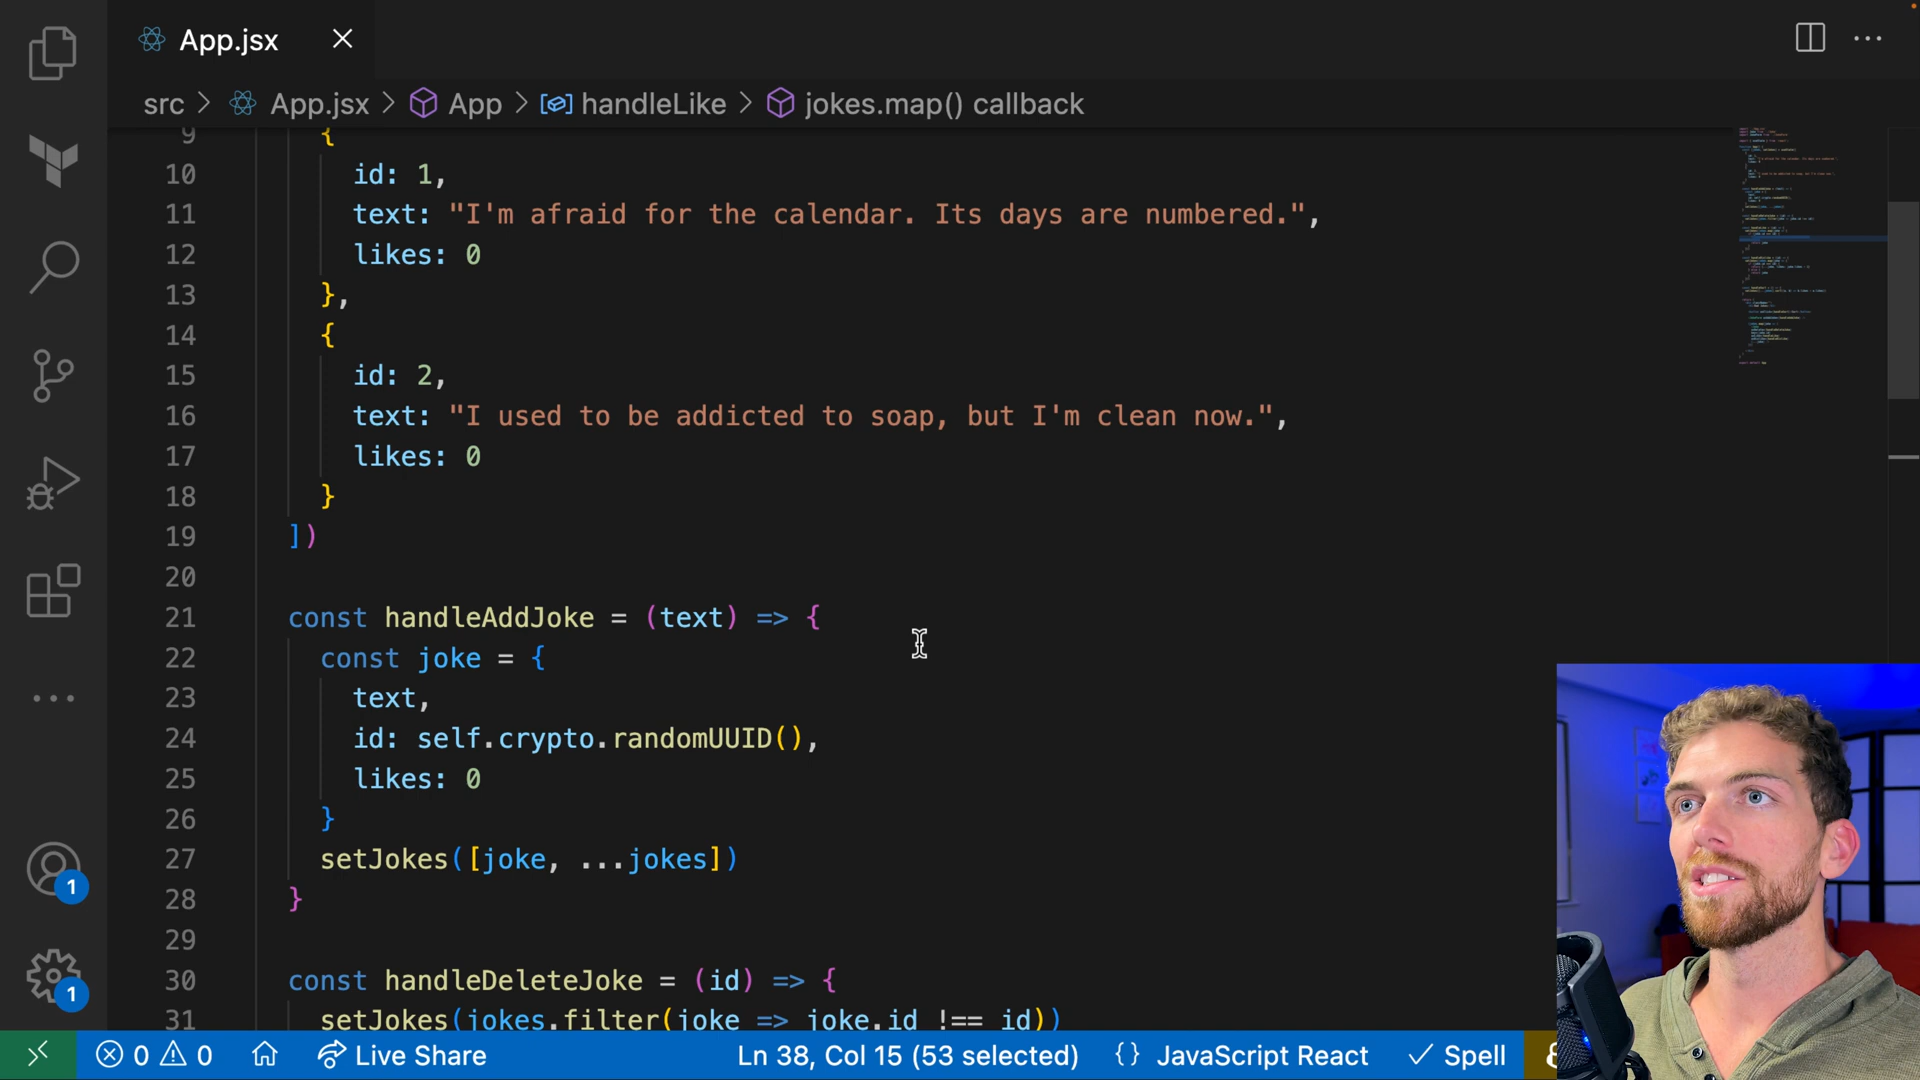 App.jsx
src > App.jsx > App > handleLike > jokes.map() callback
9 {
10 id: 1,
11 text: "I'm afraid for the calendar. Its days are numbered.",
12 likes: 0
13 },
14 {
15 id: 2,
16 text: "I used to be addicted to soap, but I'm clean now.",
17 likes: 0
18 }
19 ])
20
21 const handleAddJoke = (text) => {
22 const joke = {
23 text,
24 id: self.crypto.randomUUID(),
25 likes: 0
26 }
27 setJokes([joke, ...jokes])
28 }
29
30 const handleDeleteJoke = (id) => {
31 setJokes(jokes.filter(joke => joke.id !== id))
1
1
0 0 Live Share Ln 38, Col 15 (53 selected) {} JavaScript React Spell